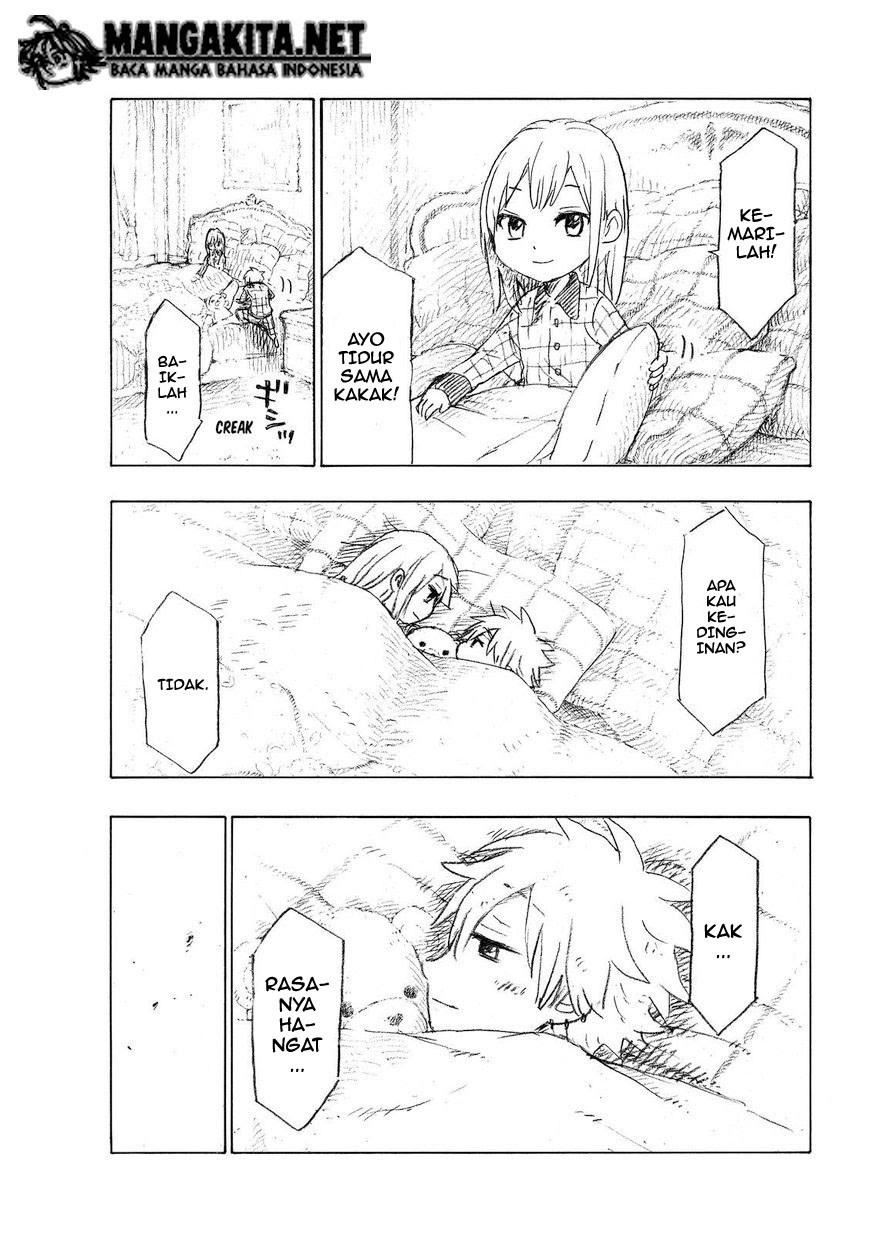 MANGAKITA.NET
BACA MANGA BAHASA INDONESIA
KE-
MARI-
LAH!
AYO
TIDUR
SAMA
KAKAK!
BA-
IK-
LAH
...
CREAK
APA
KAU
KE-
DING-
INAN?
TIDAK.
KAK
...
RASA-
NYA
HA-
NGAT
...